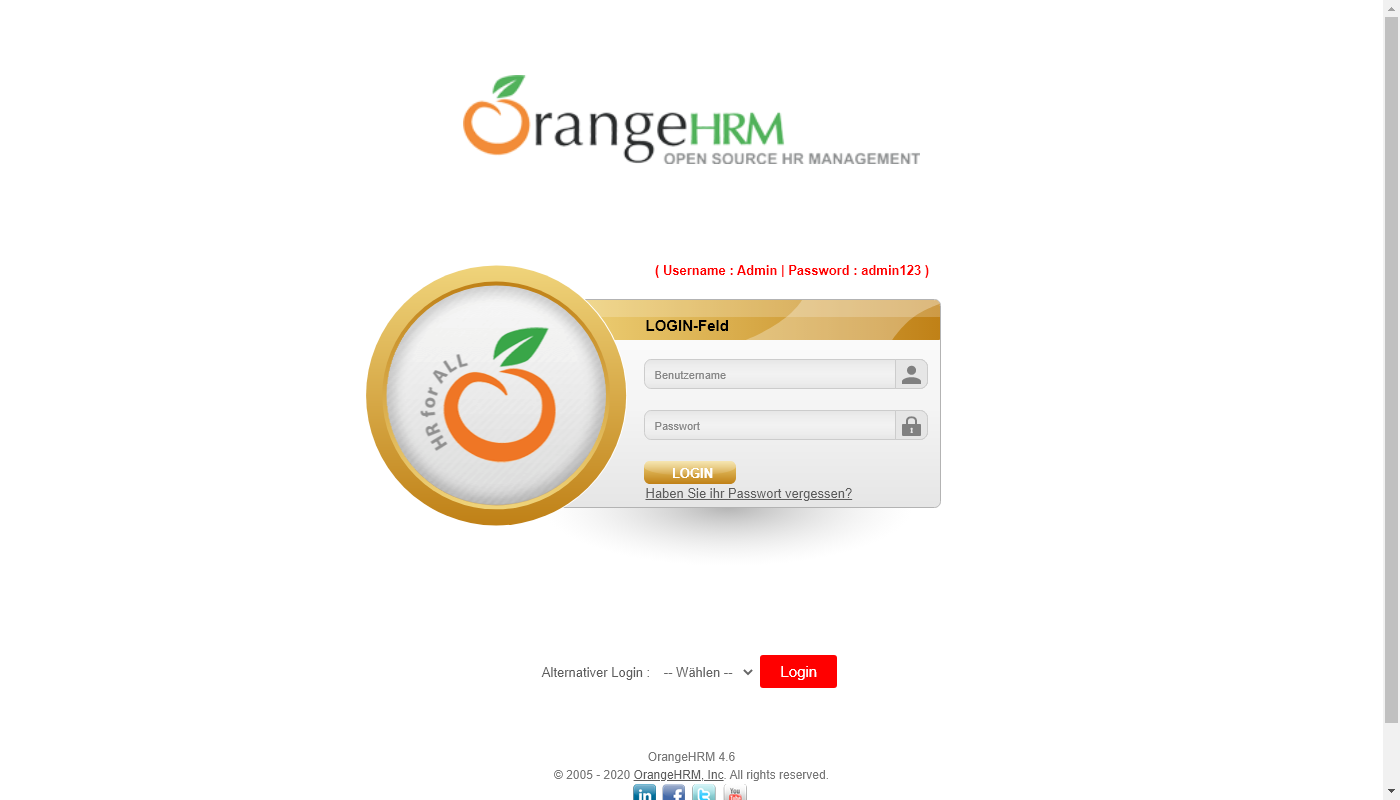 OrangeHRM
OPEN SOURCE HR MANAGEMENT
( Username : Admin | Password : admin123 )
HR for ALL
LOGIN-Feld
Benutzername
Passwort
LOGIN
Haben Sie ihr Passwort vergessen?
Alternativer Login : -- Wählen -- Login
OrangeHRM 4.6
© 2005 - 2020 OrangeHRM, Inc. All rights reserved.
in f t You